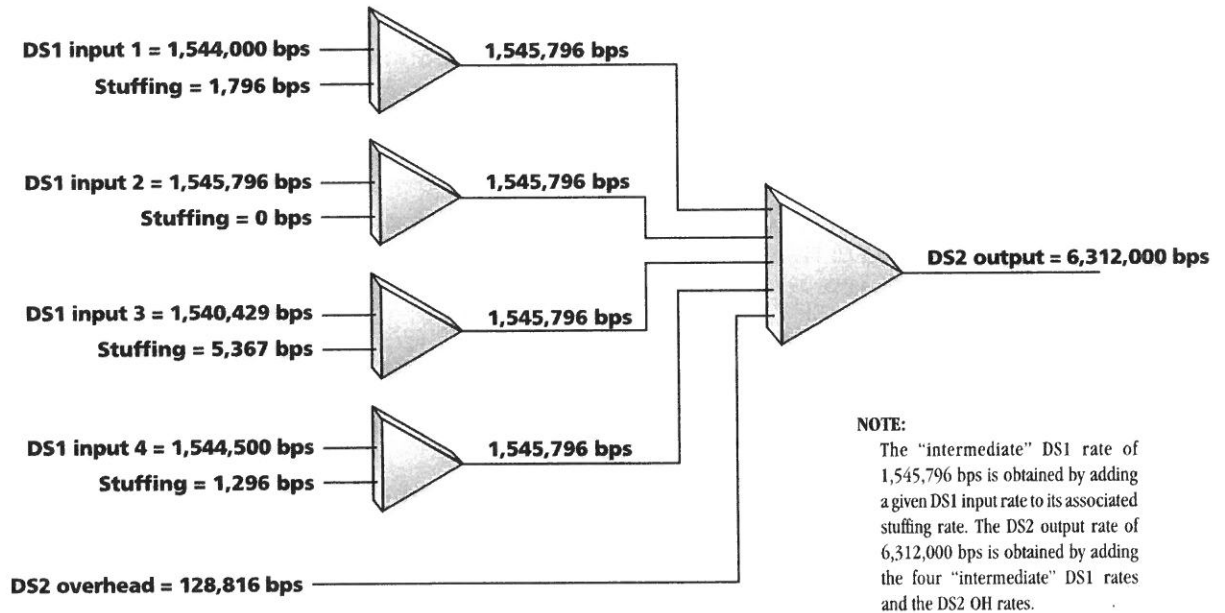 DS1 input 1 = 1,544,000 bps
Stuffing = 1,796 bps
1,545,796 bps
DS1 input 2 = 1,545,796 bps
Stuffing = 0 bps
1,545,796 bps
DS1 input 3 = 1,540,429 bps
Stuffing = 5,367 bps
1,545,796 bps
DS1 input 4 = 1,544,500 bps
Stuffing = 1,296 bps
1,545,796 bps
DS2 overhead = 128,816 bps
DS2 output = 6,312,000 bps
NOTE:
The “intermediate” DS1 rate of
1,545,796 bps is obtained by adding
a given DS1 input rate to its associated
stuffing rate. The DS2 output rate of
6,312,000 bps is obtained by adding
the four “intermediate” DS1 rates
and the DS2 OH rates.